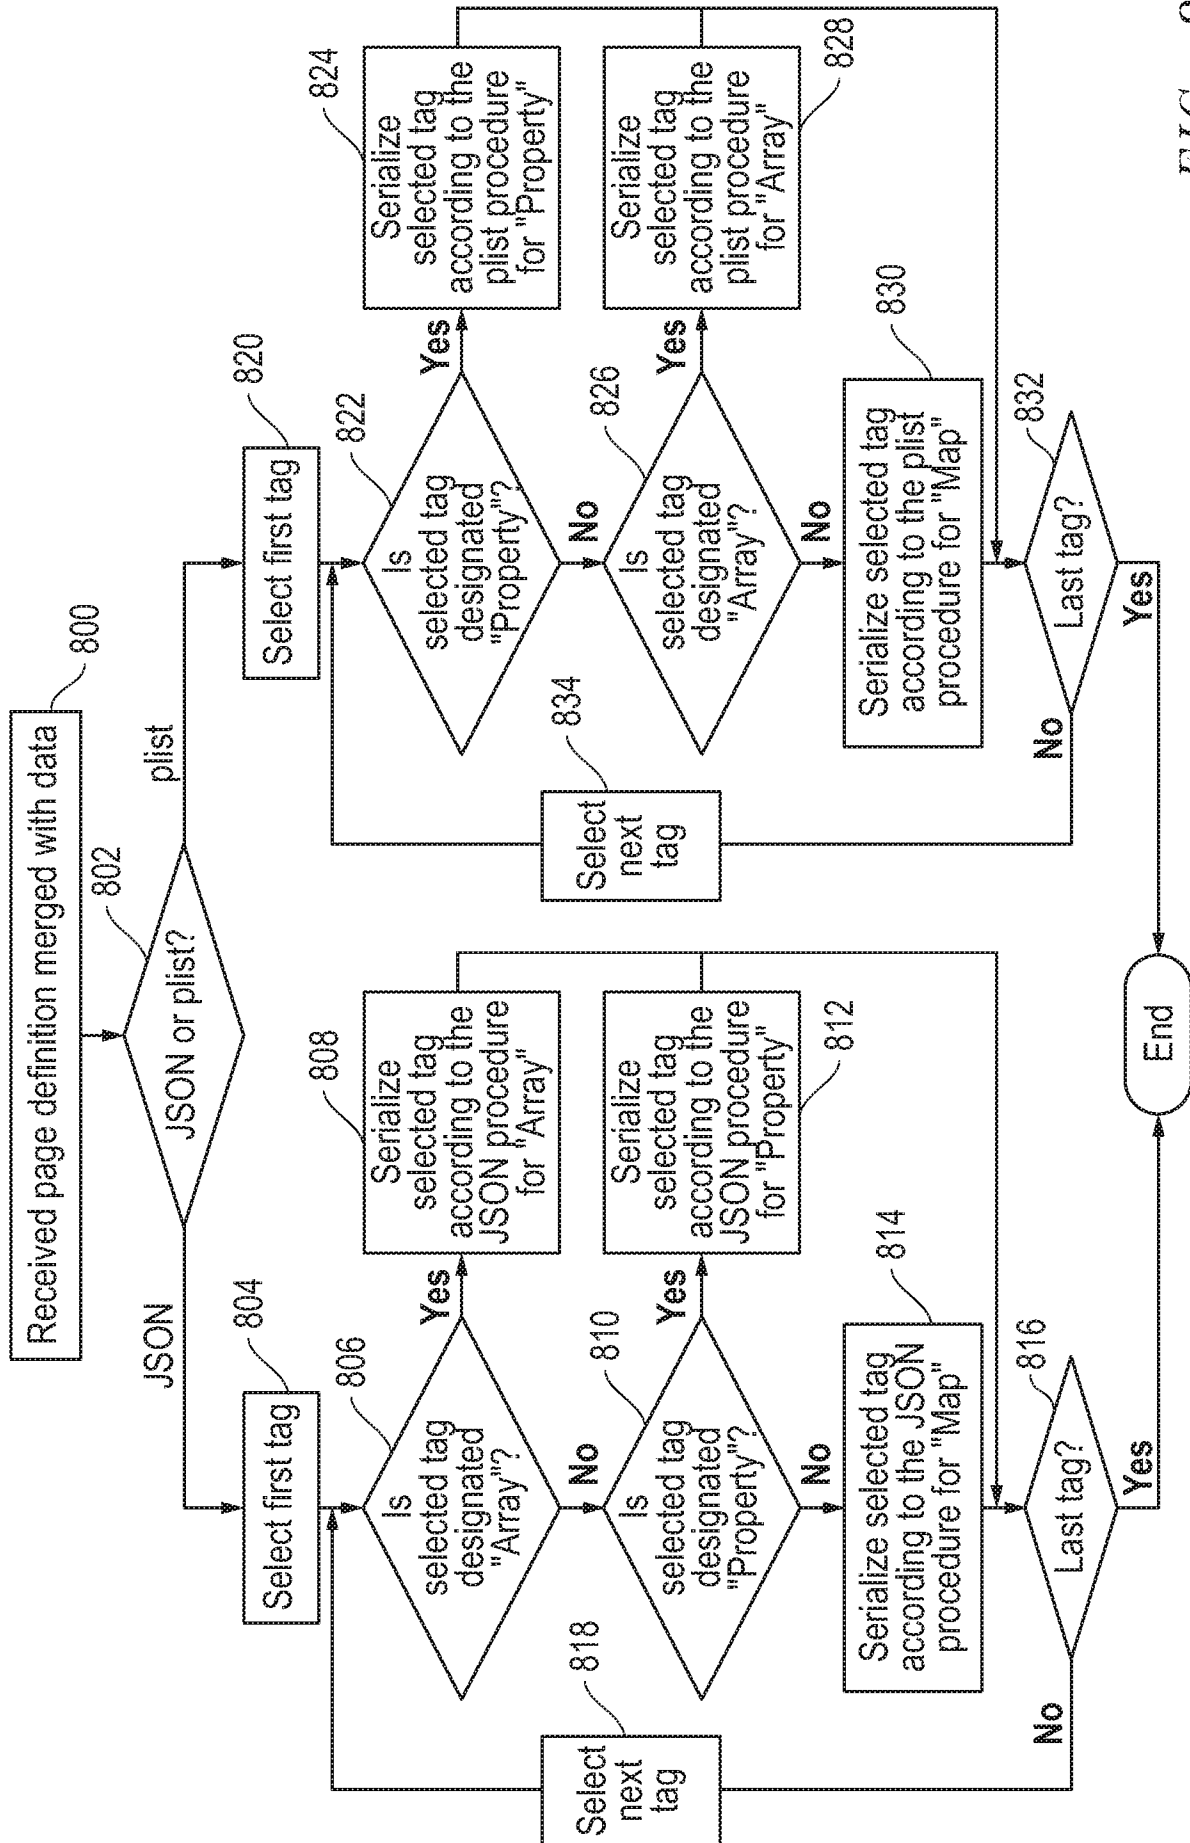 Received page definition merged with data
800
802
JSON or plist?
JSON
plist
804
Select first tag
806
Is
selected tag
designated
"Array"?
Yes
808
Serialize
selected tag
according to the
JSON procedure
for "Array"
No
810
Is
selected tag
designated
"Property"?
Yes
812
Serialize
selected tag
according to the
JSON procedure
for "Property"
No
814
Serialize selected tag
according to the JSON
procedure for "Map"
816
Last tag?
No
Yes
818
Select
next
tag
820
Select first tag
822
Is
selected tag
designated
"Property"?
Yes
824
Serialize
selected tag
according to the
plist procedure
for "Property"
No
826
Is
selected tag
designated
"Array"?
Yes
828
Serialize
selected tag
according to the
plist procedure
for "Array"
No
830
Serialize selected tag
according to the plist
procedure for "Map"
832
Last tag?
No
Yes
834
Select
next
tag
End